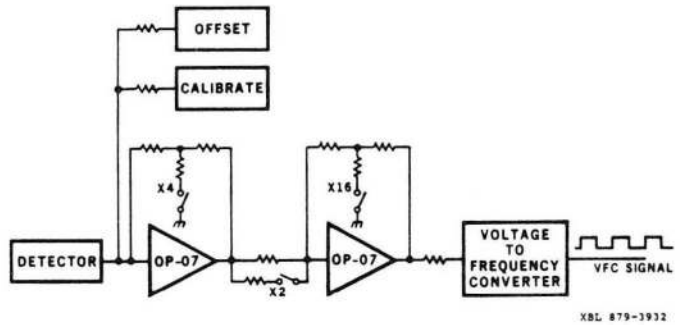 OFFSET
CALIBRATE
X4
X16
DETECTOR
OP-07
X2
OP-07
VOLTAGE
TO
FREQUENCY
CONVERTER
VFC SIGNAL
XBL 879-3932